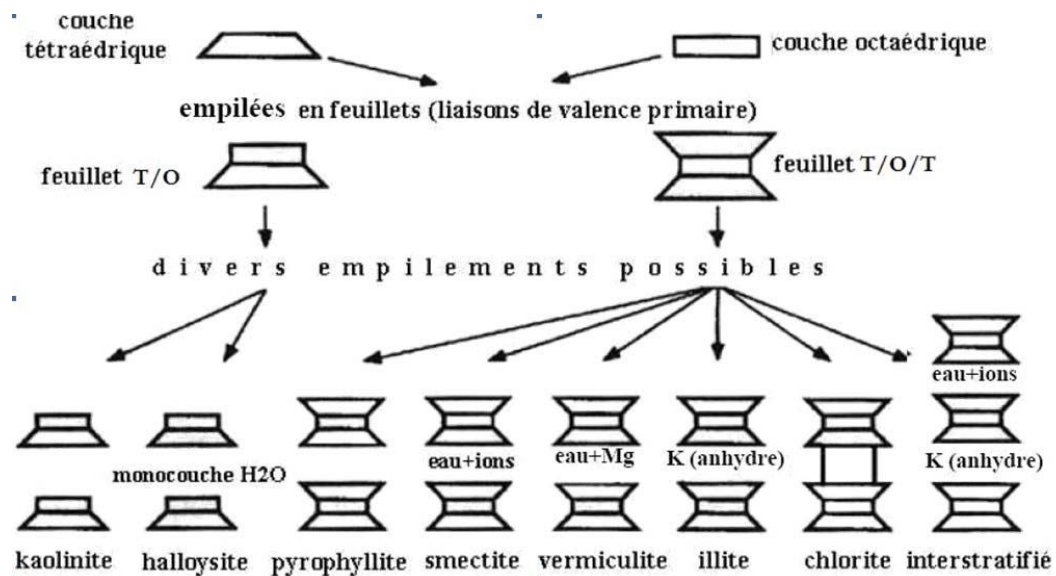 couche
tétraédrique
couche octaédrique
empilées en feuillets (liaisons de valence primaire)
feuillet T/O
feuillet T/O/T
divers empilements possibles
eau+ions
monocouche H2O
eau+ions
eau+Mg
K (anhydre)
K (anhydre)
kaolinite
halloysite
pyrophyllite
smectite
vermiculite
illite
chlorite
interstratifié